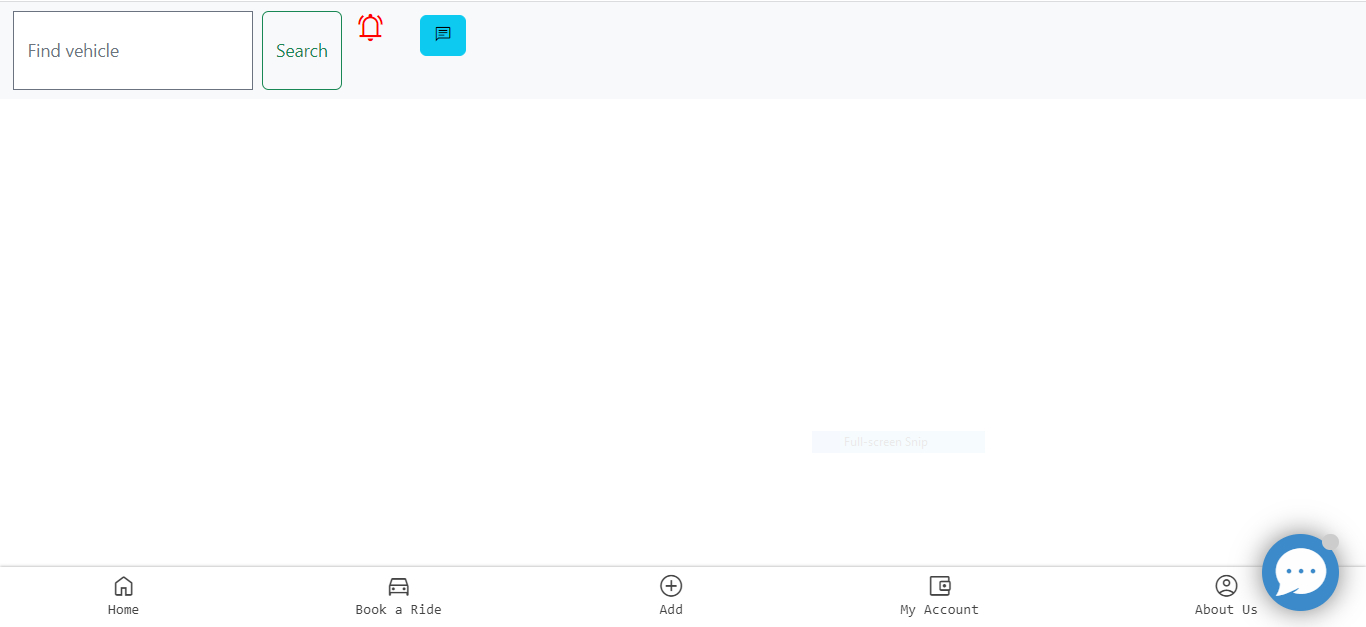 Find vehicle
Search
Full-screen Snip
Home
Book a Ride
Add
My Account
About Us